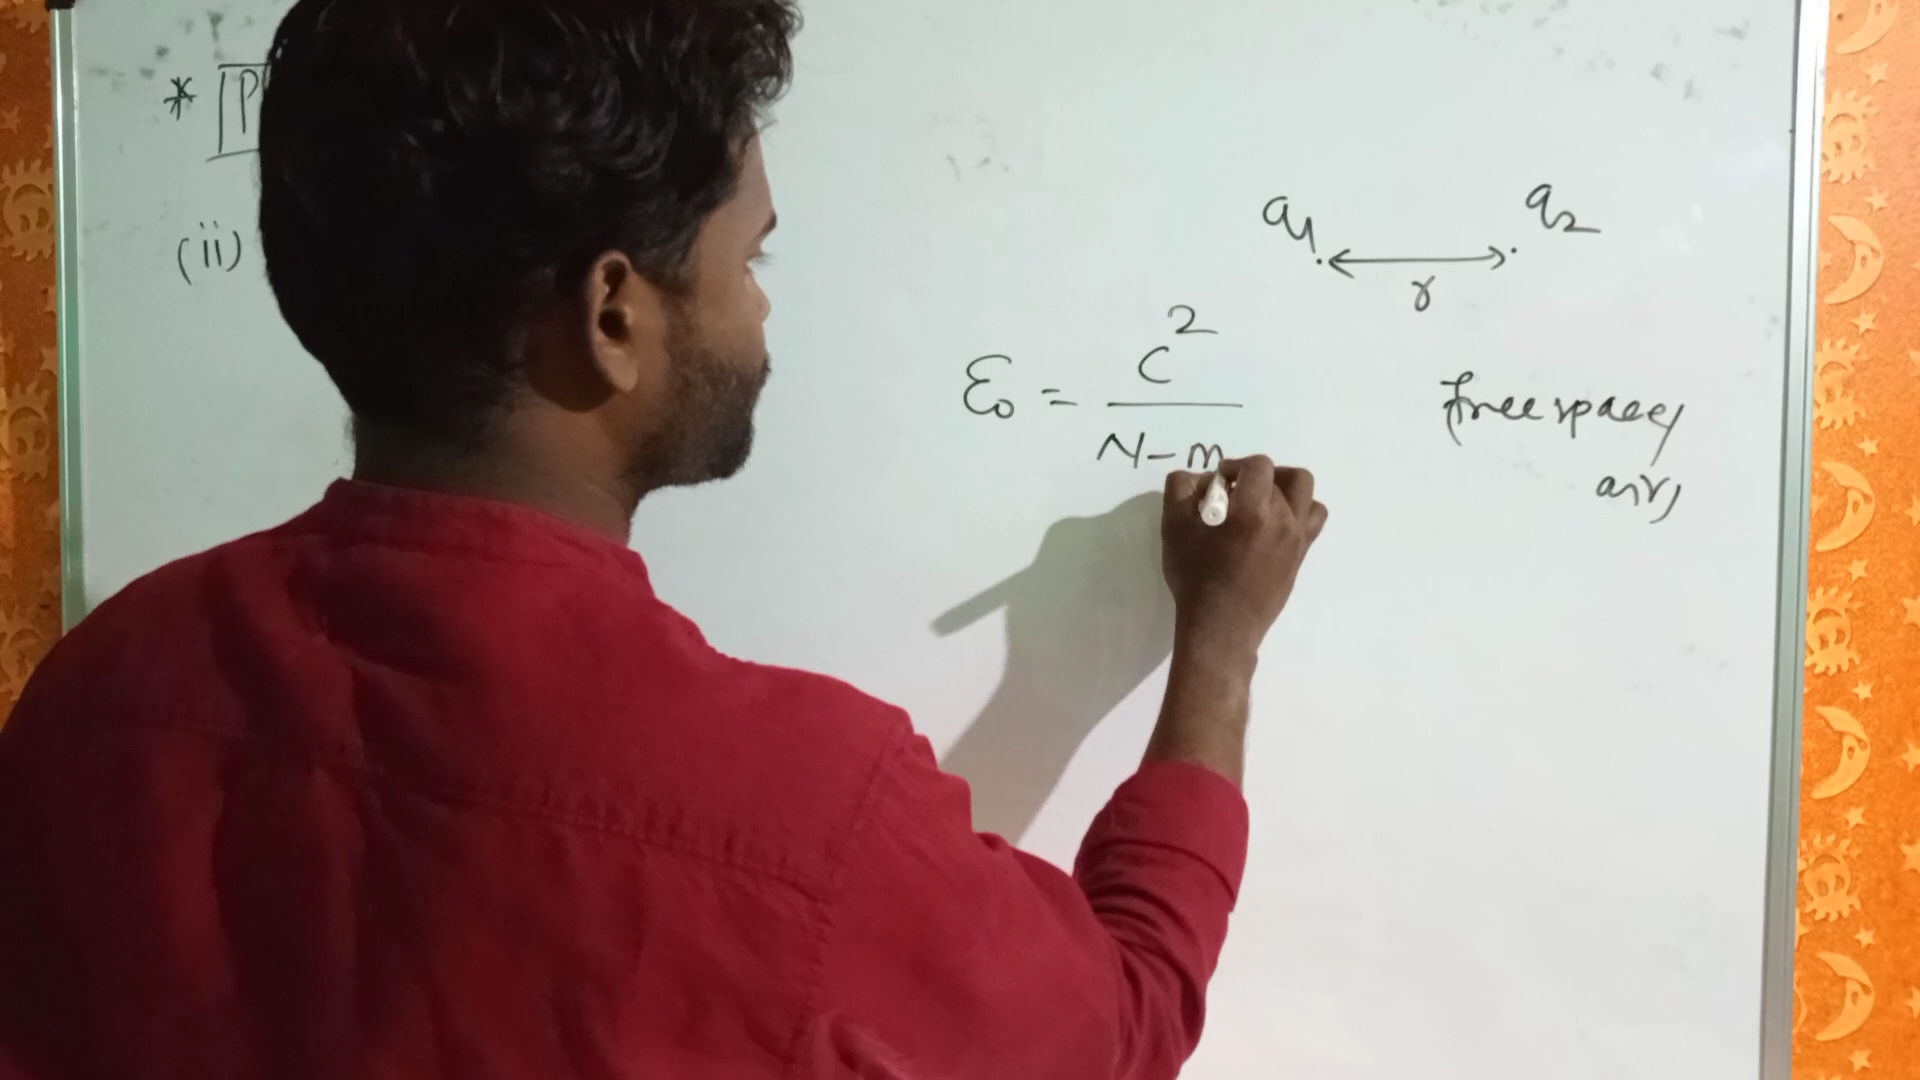 * P
(ii)
q1 q2
r
ε0 = C²
N-m
free space,
air,